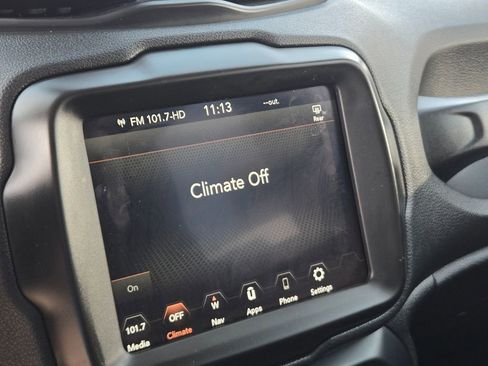 FM 101.7-HD 11:13 --out
Rear
Climate Off
On
101.7 OFF W
Media Climate Nav Apps Phone Settings